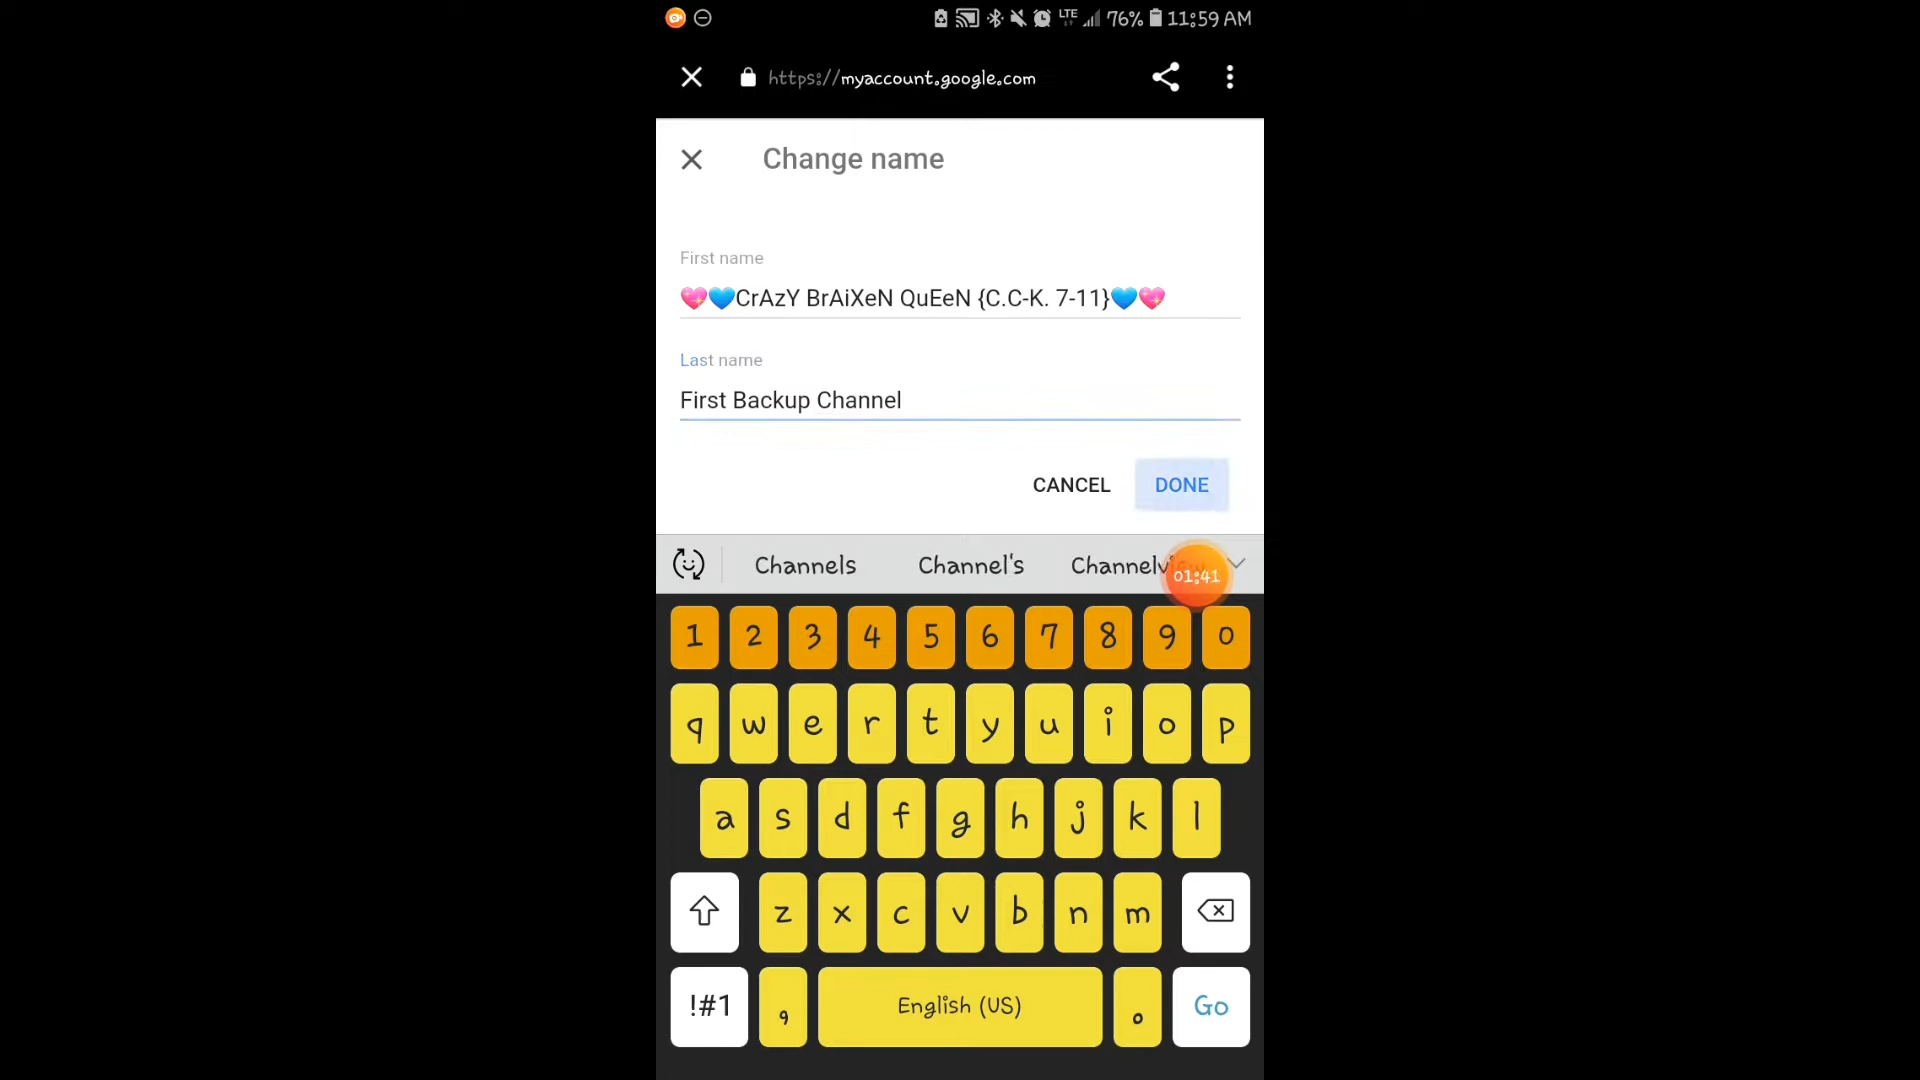 LTE 76% 11:59 AM
https://myaccount.google.com
Change name
First name
💖💙CrAzY BrAiXeN QuEeN {C.C-K. 7-11}💙💖
Last name
First Backup Channel
CANCEL DONE
Channels Channel's
01:41
1 2 3 4 5 6 7 8 9 0
q w e r t y u i o p
a s d f g h j k l
z x c v b n m
!#1 , English (US) . Go